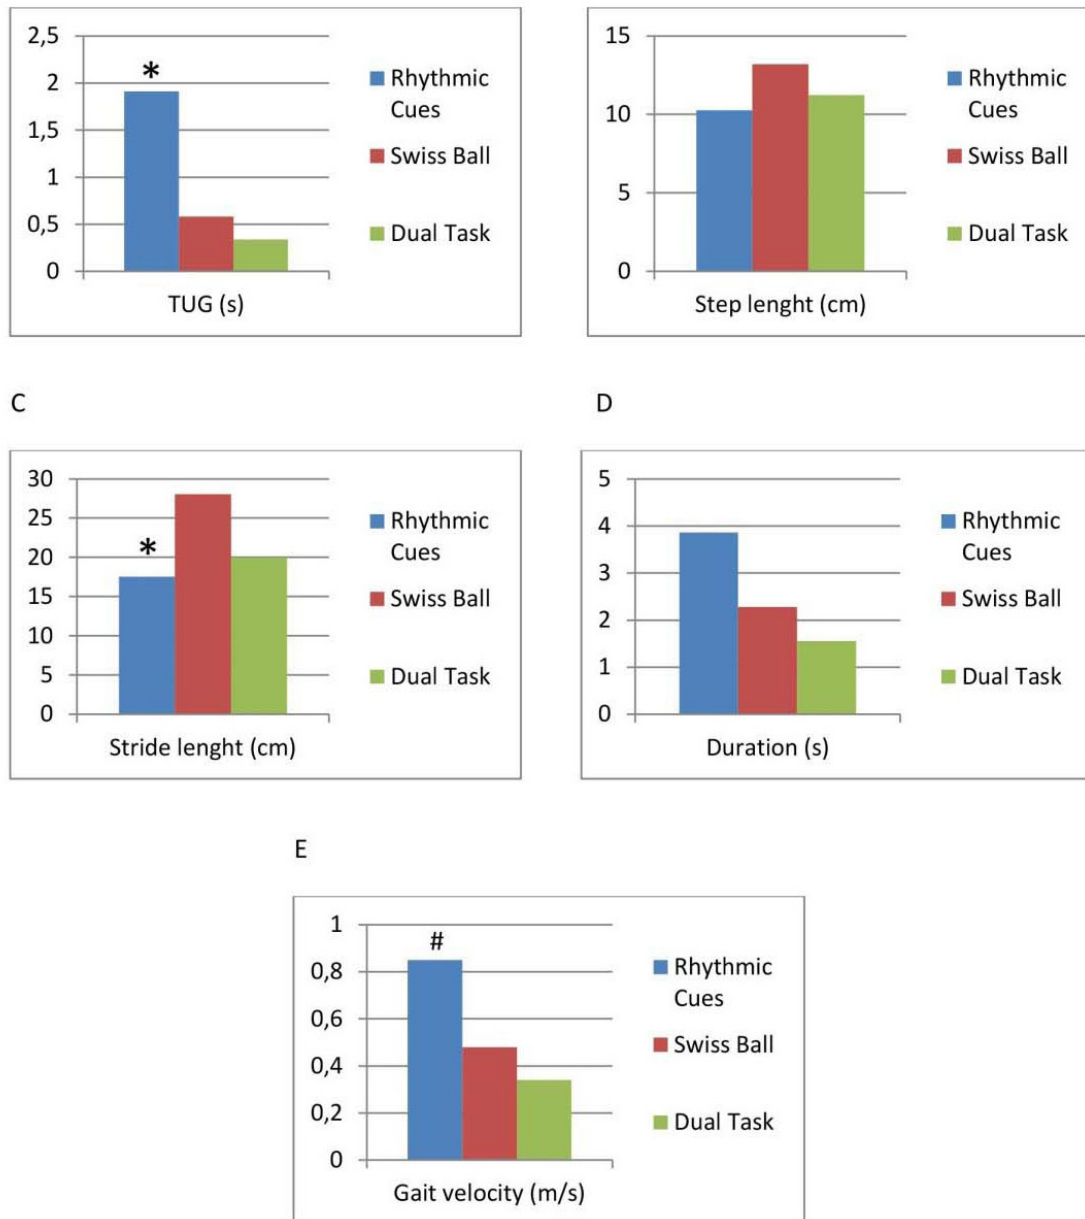 2,5
2
1,5
1
0,5
0
*
TUG (s)
Rhythmic
Cues
Swiss Ball
Dual Task
15
10
5
0
Step lenght (cm)
Rhythmic
Cues
Swiss Ball
Dual Task
C
30
25
20
15
10
5
0
*
Stride lenght (cm)
Rhythmic
Cues
Swiss Ball
Dual Task
D
5
4
3
2
1
0
Duration (s)
Rhythmic
Cues
Swiss Ball
Dual Task
E
1
0,8
0,6
0,4
0,2
0
#
Gait velocity (m/s)
Rhythmic
Cues
Swiss Ball
Dual Task